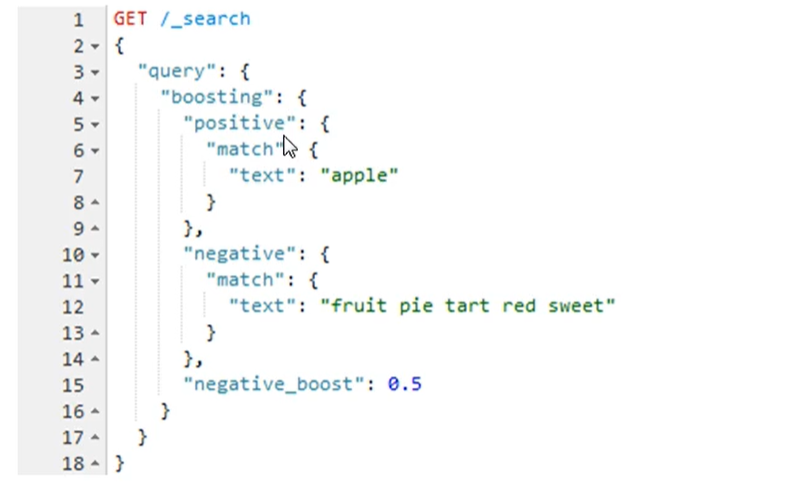 1 GET /_search
2 {
3 "query": {
4 "boosting": {
5 "positive": {
6 "match": {
7 "text": "apple"
8 }
9 },
10 "negative": {
11 "match": {
12 "text": "fruit pie tart red sweet"
13 }
14 },
15 "negative_boost": 0.5
16 }
17 }
18 }